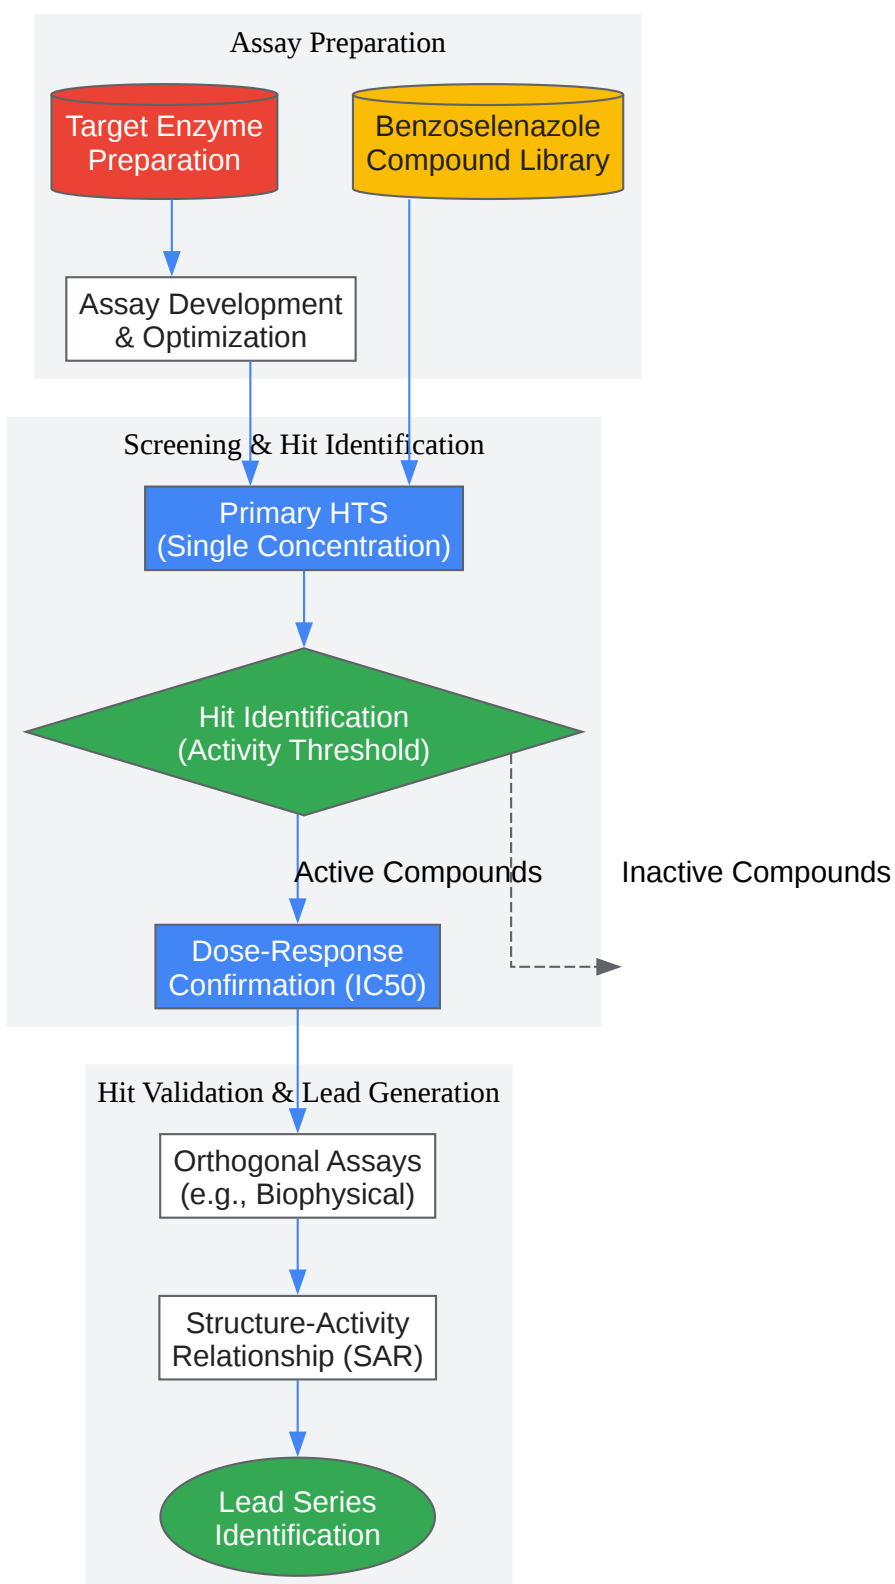 Assay Preparation
Target Enzyme
Preparation
Benzoselenazole
Compound Library
Assay Development
& Optimization
Screening & Hit Identification
Primary HTS
(Single Concentration)
Hit Identification
(Activity Threshold)
Active Compounds
Inactive Compounds
Dose-Response
Confirmation (IC50)
Hit Validation & Lead Generation
Orthogonal Assays
(e.g., Biophysical)
Structure-Activity
Relationship (SAR)
Lead Series
Identification